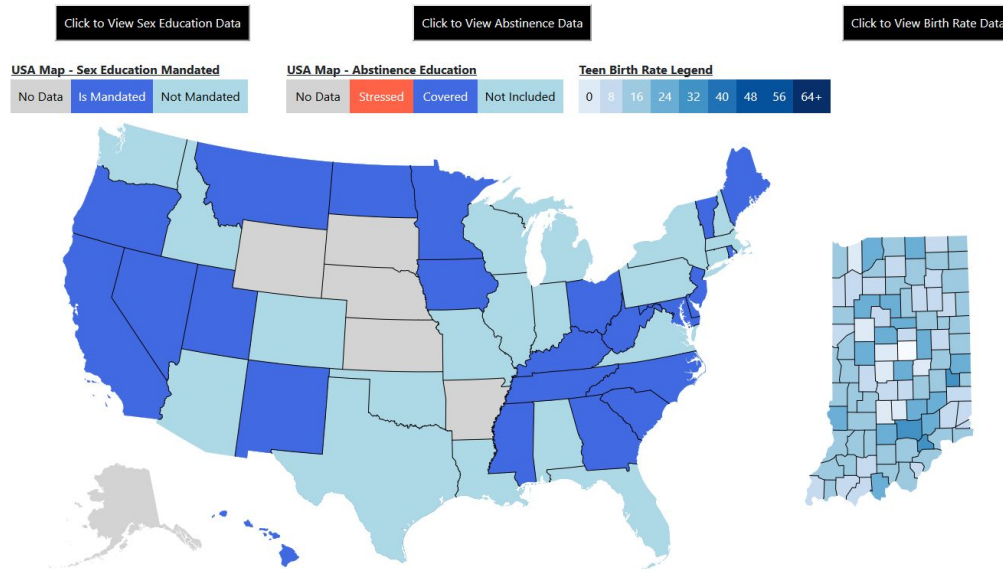 Click to View Sex Education Data
Click to View Abstinence Data
Click to View Birth Rate Data
USA Map - Sex Education Mandated
No Data Is Mandated Not Mandated
USA Map - Abstinence Education
No Data Stressed Covered Not Included
Teen Birth Rate Legend
0 8 16 24 32 40 48 56 64+